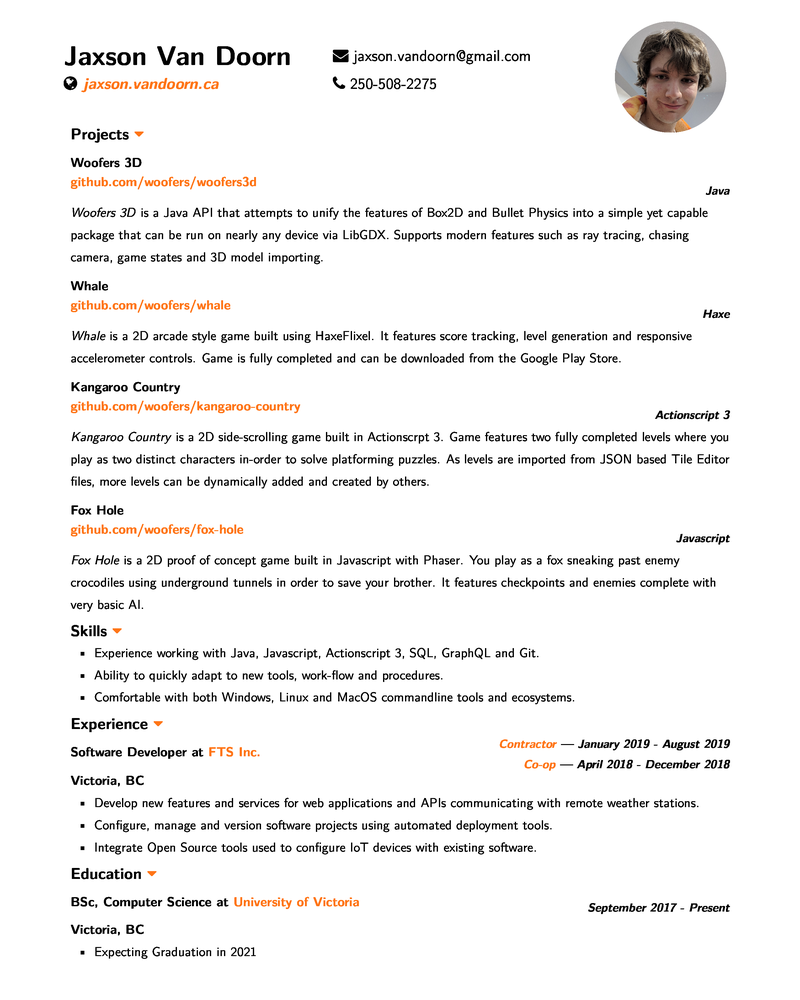 Jaxson Van Doorn
jaxson.vandoorn.ca
jaxson.vandoorn@gmail.com
250-508-2275
Projects
Woofers 3D
github.com/woofers/woofers3d
Java
Woofers 3D is a Java API that attempts to unify the features of Box2D and Bullet Physics into a simple yet capable
package that can be run on nearly any device via LibGDX. Supports modern features such as ray tracing, chasing
camera, game states and 3D model importing.
Whale
github.com/woofers/whale
Haxe
Whale is a 2D arcade style game built using HaxeFlixel. It features score tracking, level generation and responsive
accelerometer controls. Game is fully completed and can be downloaded from the Google Play Store.
Kangaroo Country
github.com/woofers/kangaroo-country
Actionscript 3
Kangaroo Country is a 2D side-scrolling game built in Actionscrpt 3. Game features two fully completed levels where you
play as two distinct characters in-order to solve platforming puzzles. As levels are imported from JSON based Tile Editor
files, more levels can be dynamically added and created by others.
Fox Hole
github.com/woofers/fox-hole
Javascript
Fox Hole is a 2D proof of concept game built in Javascript with Phaser. You play as a fox sneaking past enemy
crocodiles using underground tunnels in order to save your brother. It features checkpoints and enemies complete with
very basic AI.
Skills
▪ Experience working with Java, Javascript, Actionscript 3, SQL, GraphQL and Git.
▪ Ability to quickly adapt to new tools, work-flow and procedures.
▪ Comfortable with both Windows, Linux and MacOS commandline tools and ecosystems.
Experience
Software Developer at FTS Inc.
Contractor — January 2019 - August 2019
Co-op — April 2018 - December 2018
Victoria, BC
▪ Develop new features and services for web applications and APIs communicating with remote weather stations.
▪ Configure, manage and version software projects using automated deployment tools.
▪ Integrate Open Source tools used to configure IoT devices with existing software.
Education
BSc, Computer Science at University of Victoria
September 2017 - Present
Victoria, BC
▪ Expecting Graduation in 2021